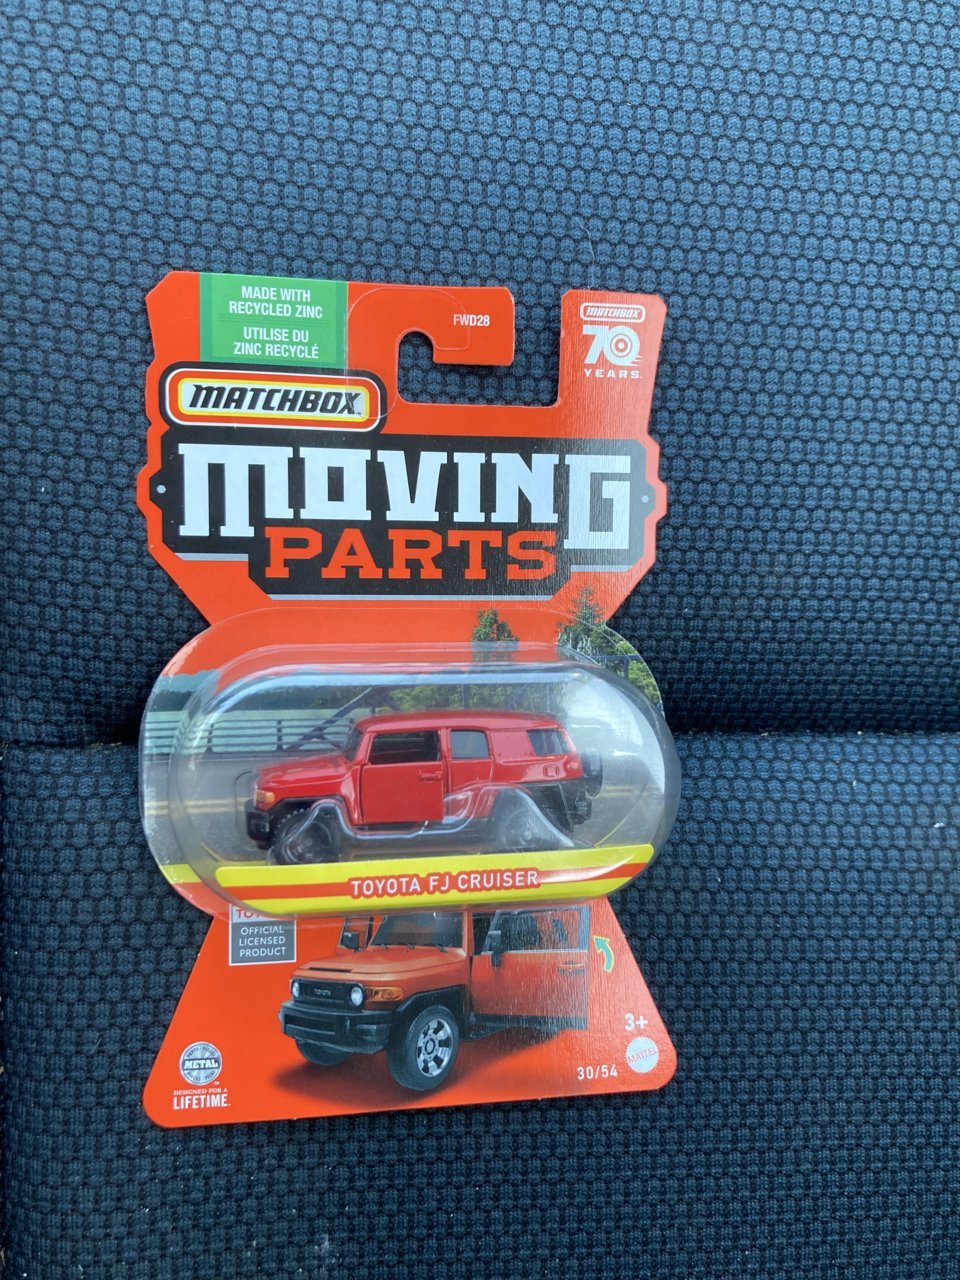 MADE WITH
RECYCLED ZINC
UTILISE DU
ZINC RECYCLÉ
FWD28
MATCHBOX
70
YEARS
MATCHBOX
MOVING
PARTS
TOYOTA FJ CRUISER
OFFICIAL
LICENSED
PRODUCT
TOYOTA
3+
MATTEL
30/54
METAL
DESIGNED FOR A
LIFETIME™